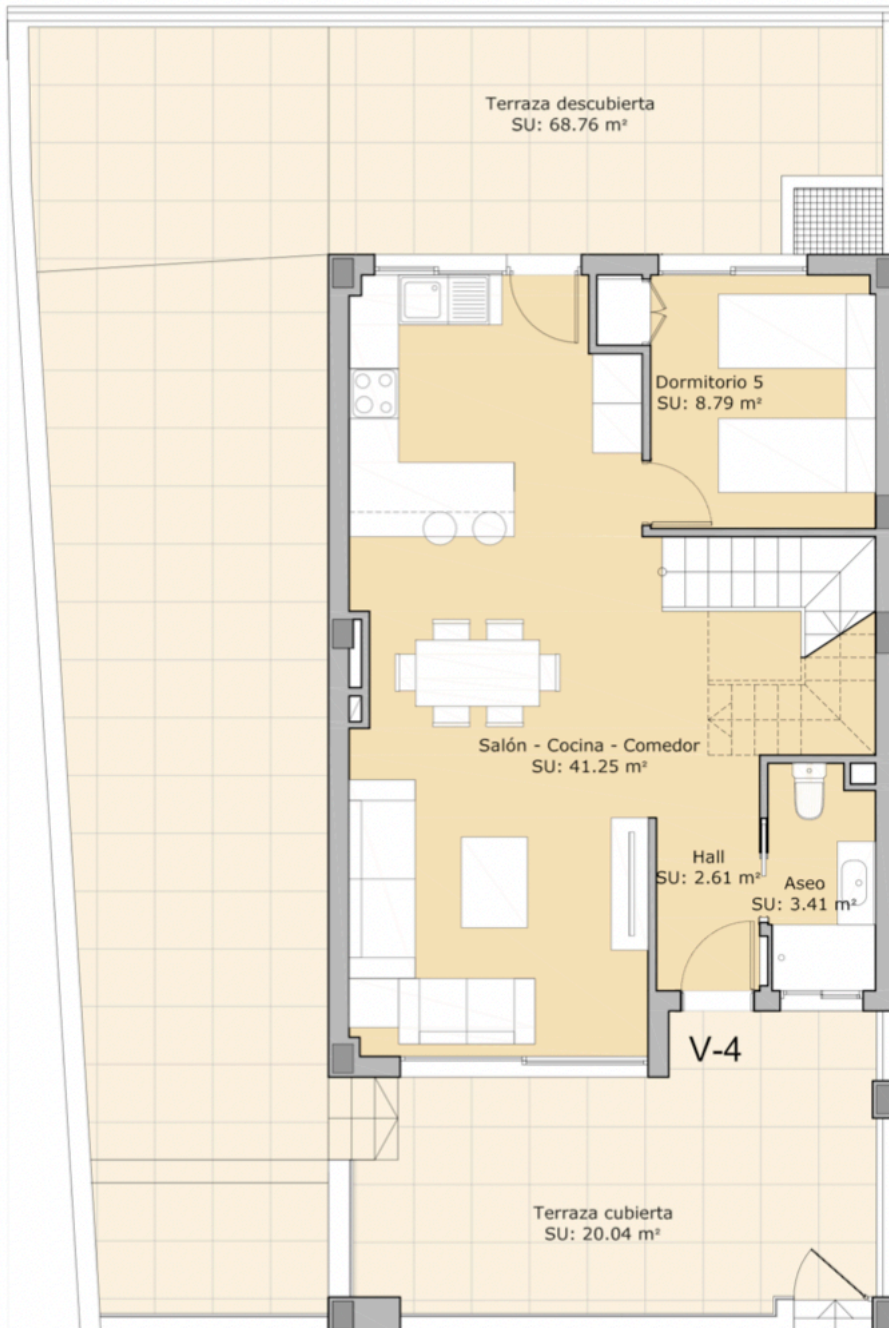 Terraza descubierta
SU: 68.76 m²
Dormitorio 5
SU: 8.79 m²
Salón - Cocina - Comedor
SU: 41.25 m²
Hall
SU: 2.61 m²
Aseo
SU: 3.41 m²
V-4
Terraza cubierta
SU: 20.04 m²